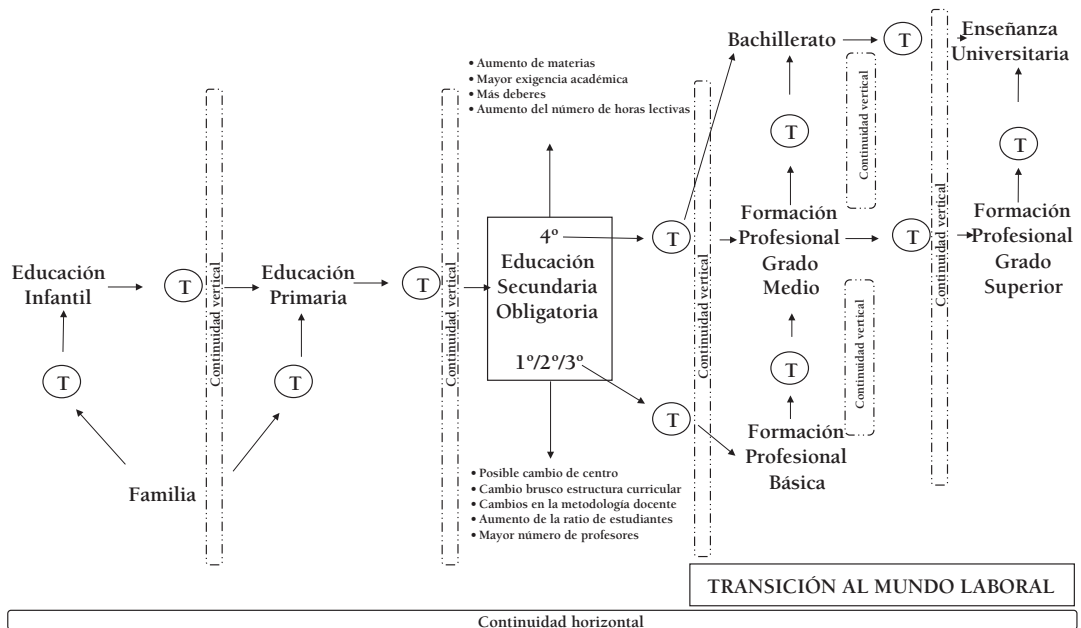 • Aumento de materias
• Mayor exigencia académica
• Más deberes
• Aumento del número de horas lectivas
Bachillerato
T
Enseñanza
Universitaria
Continuidad vertical
T
T
Continuidad vertical
Continuidad vertical
Continuidad vertical
Continuidad vertical
Educación
Infantil
T
Educación
Primaria
T
4º
Educación
Secundaria
Obligatoria
1º/2º/3º
T
Formación
Profesional
Grado
Medio
T
Formación
Profesional
Grado
Superior
T
T
T
Continuidad vertical
T
Formación
Profesional
Básica
Familia
• Posible cambio de centro
• Cambio brusco estructura curricular
• Cambios en la metodología docente
• Aumento de la ratio de estudiantes
• Mayor número de profesores
TRANSICIÓN AL MUNDO LABORAL
Continuidad horizontal